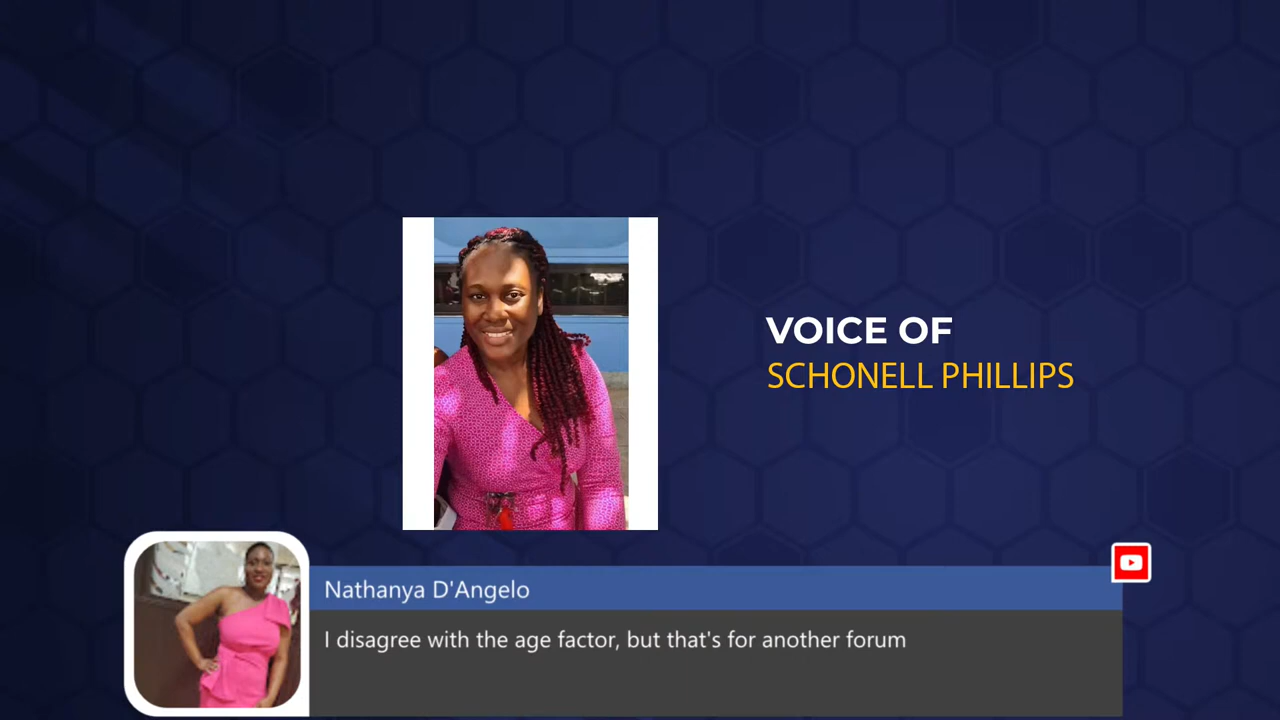 VOICE OF
SCHONELL PHILLIPS
Nathanya D'Angelo
I disagree with the age factor, but that's for another forum